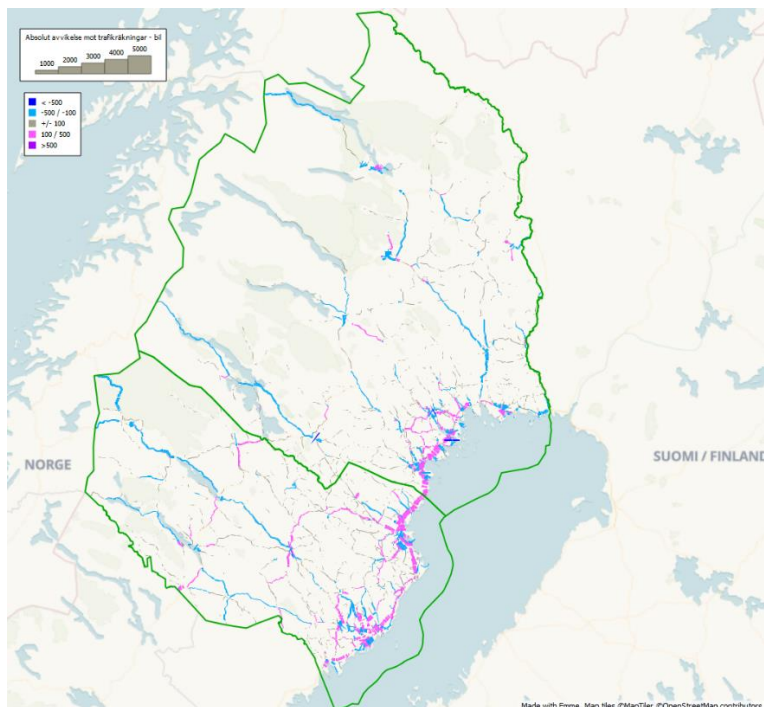 Absolut avvikelse mot trafikräkningar - bil
1000 2000 3000 4000 5000
< -500
-500 / -100
+/- 100
100 / 500
>500
NORGE
SUOMI / FINLAND
Made with Emme, Map tiles ©MapTiler ©OpenStreetMap contributors